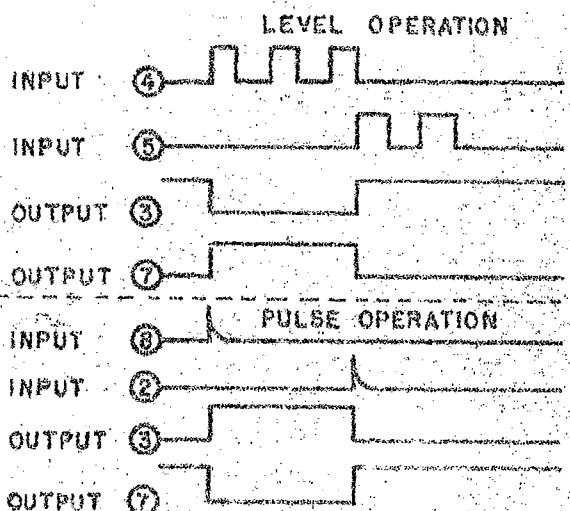 LEVEL OPERATION
INPUT ④
INPUT ⑤
OUTPUT ③
OUTPUT ⑦
PULSE OPERATION
INPUT ⑧
INPUT ②
OUTPUT ③
OUTPUT ⑦